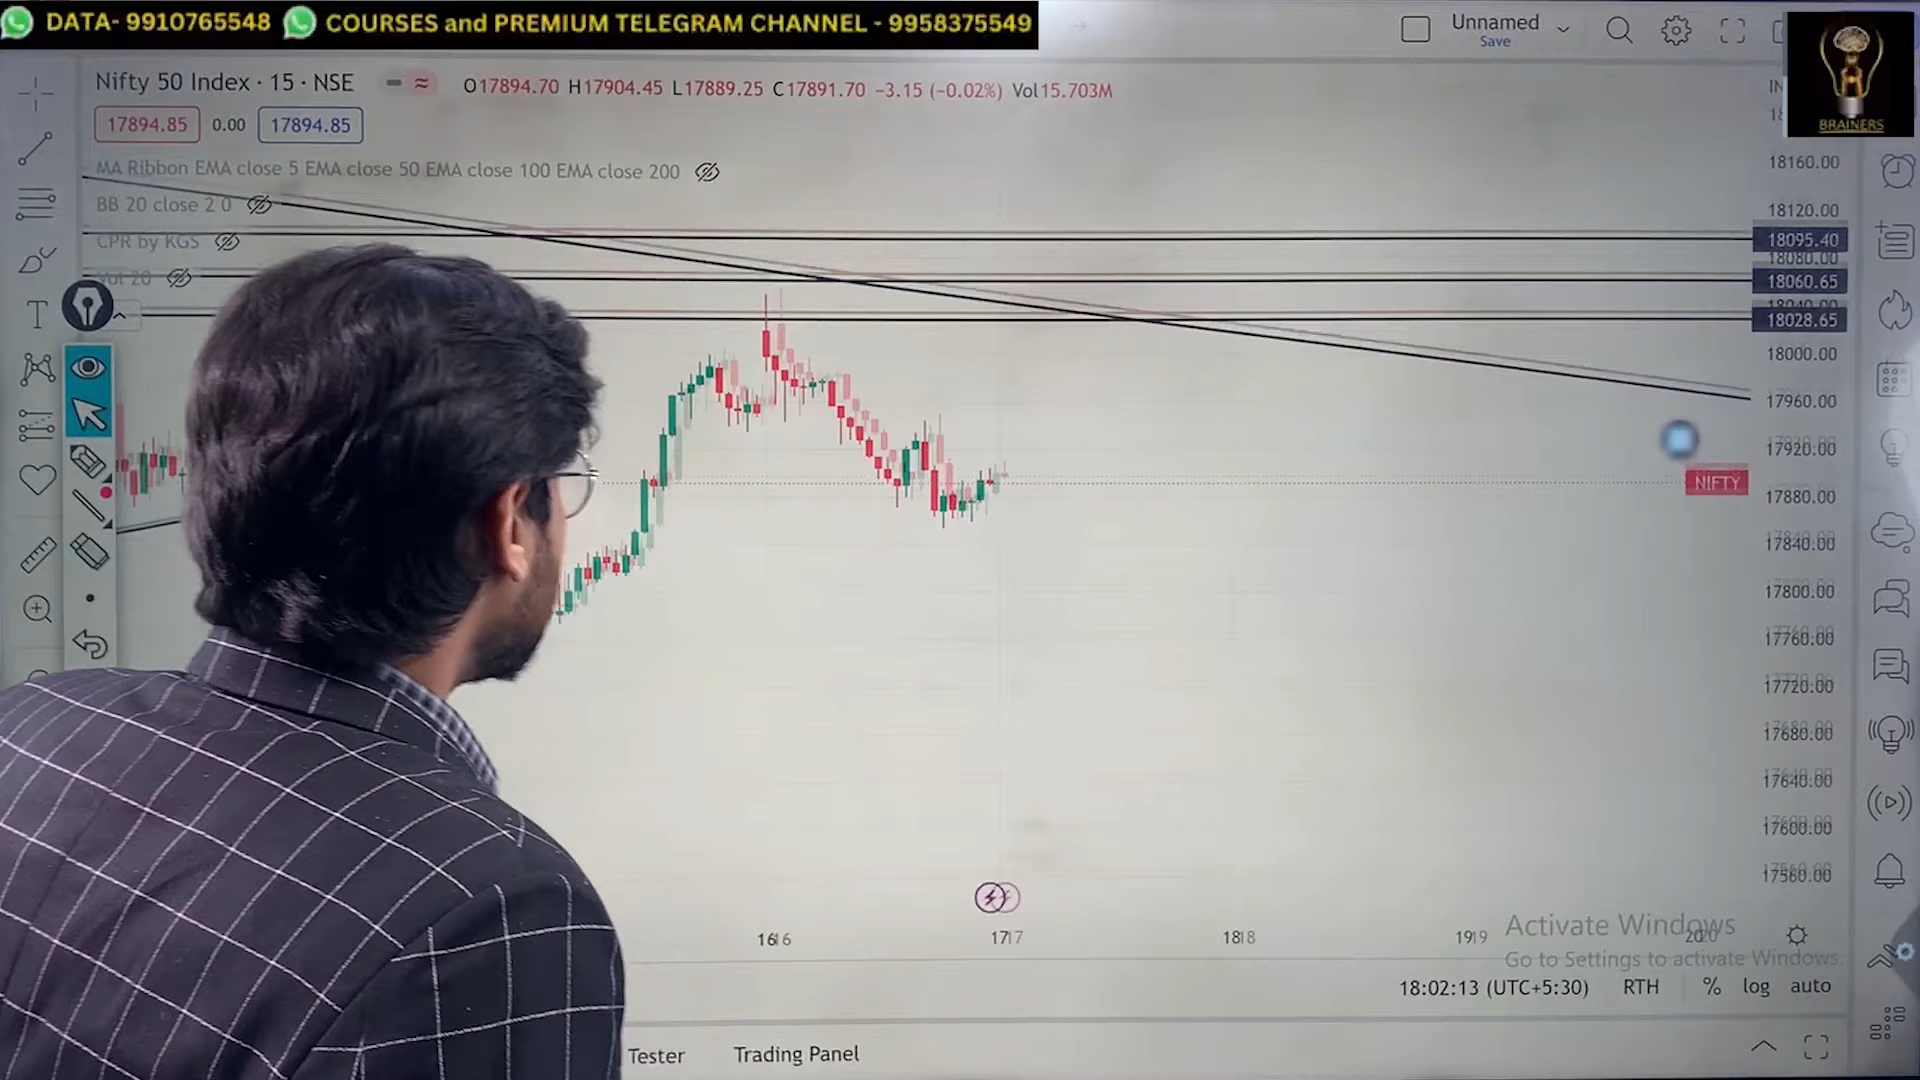 DATA- 9910765548 COURSES and PREMIUM TELEGRAM CHANNEL - 9958375549
Unnamed
Save
BRAINERS
Nifty 50 Index · 15 · NSE
O17894.70 H17904.45 L17889.25 C17891.70 −3.15 (−0.02%) Vol15.703M
17894.85 0.00 17894.85
MA Ribbon EMA close 5 EMA close 50 EMA close 100 EMA close 200
BB 20 close 2 0
CPR by KGS
Vol 20
T
18160.00
18120.00
18095.40
18080.00
18060.65
18040.00
18028.65
18000.00
17960.00
17920.00
NIFTY
17880.00
17840.00
17800.00
17760.00
17720.00
17680.00
17640.00
17600.00
17560.00
16 17 18 19 20
Activate Windows
Go to Settings to activate Windows.
18:02:13 (UTC+5:30) RTH % log auto
Tester Trading Panel